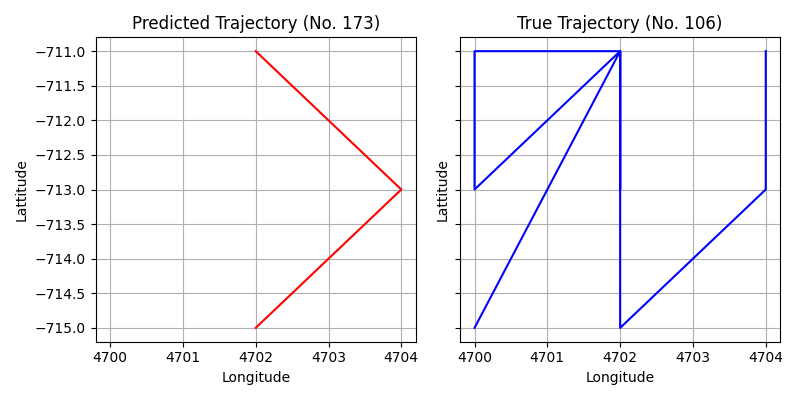 Predicted Trajectory (No. 173)
Lattitude
−711.0
−711.5
−712.0
−712.5
−713.0
−713.5
−714.0
−714.5
−715.0
4700 4701 4702 4703 4704
Longitude
True Trajectory (No. 106)
Lattitude
4700 4701 4702 4703 4704
Longitude